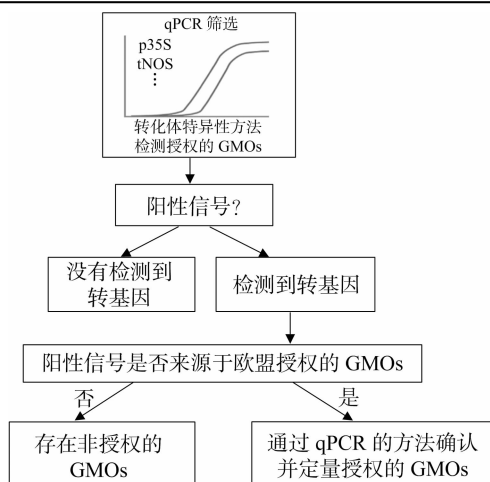 qPCR 筛选
p35S
tNOS
⋮
转化体特异性方法
检测授权的 GMOs
阳性信号?
没有检测到
转基因
检测到转基因
阳性信号是否来源于欧盟授权的 GMOs
否
是
存在非授权的
GMOs
通过 qPCR 的方法确认
并定量授权的 GMOs